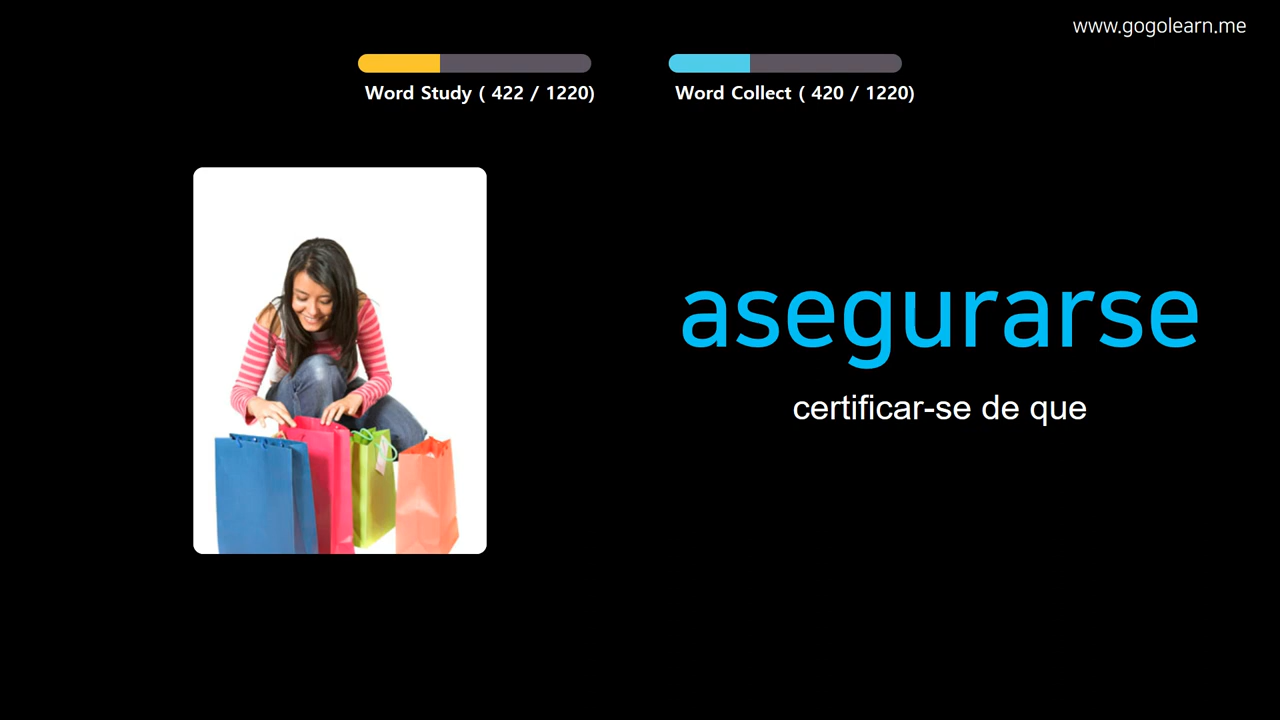 www.gogolearn.me
Word Study ( 422 / 1220)
Word Collect ( 420 / 1220)
asegurarse
certificar-se de que